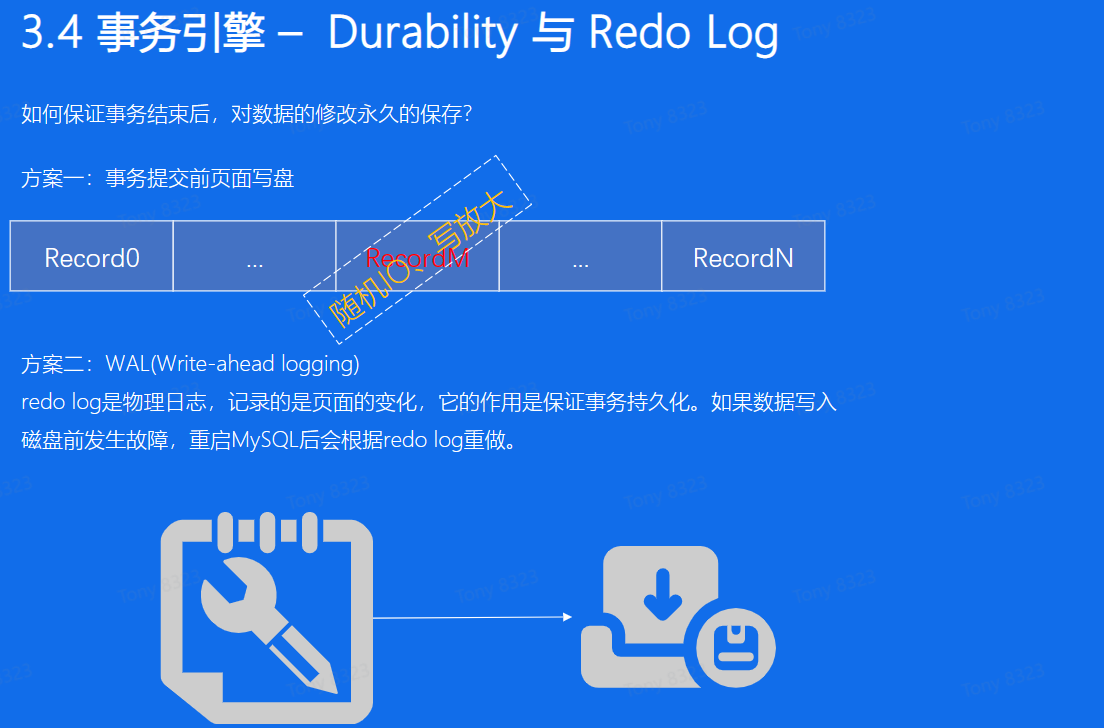 3.4 事务引擎 – Durability 与 Redo Log
如何保证事务结束后，对数据的修改永久的保存？
方案一：事务提交前页面写盘
Record0 ... RecordM ... RecordN
随机IO、写放大
方案二：WAL(Write-ahead logging)
redo log是物理日志，记录的是页面的变化，它的作用是保证事务持久化。如果数据写入
磁盘前发生故障，重启MySQL后会根据redo log重做。
Tony 8323